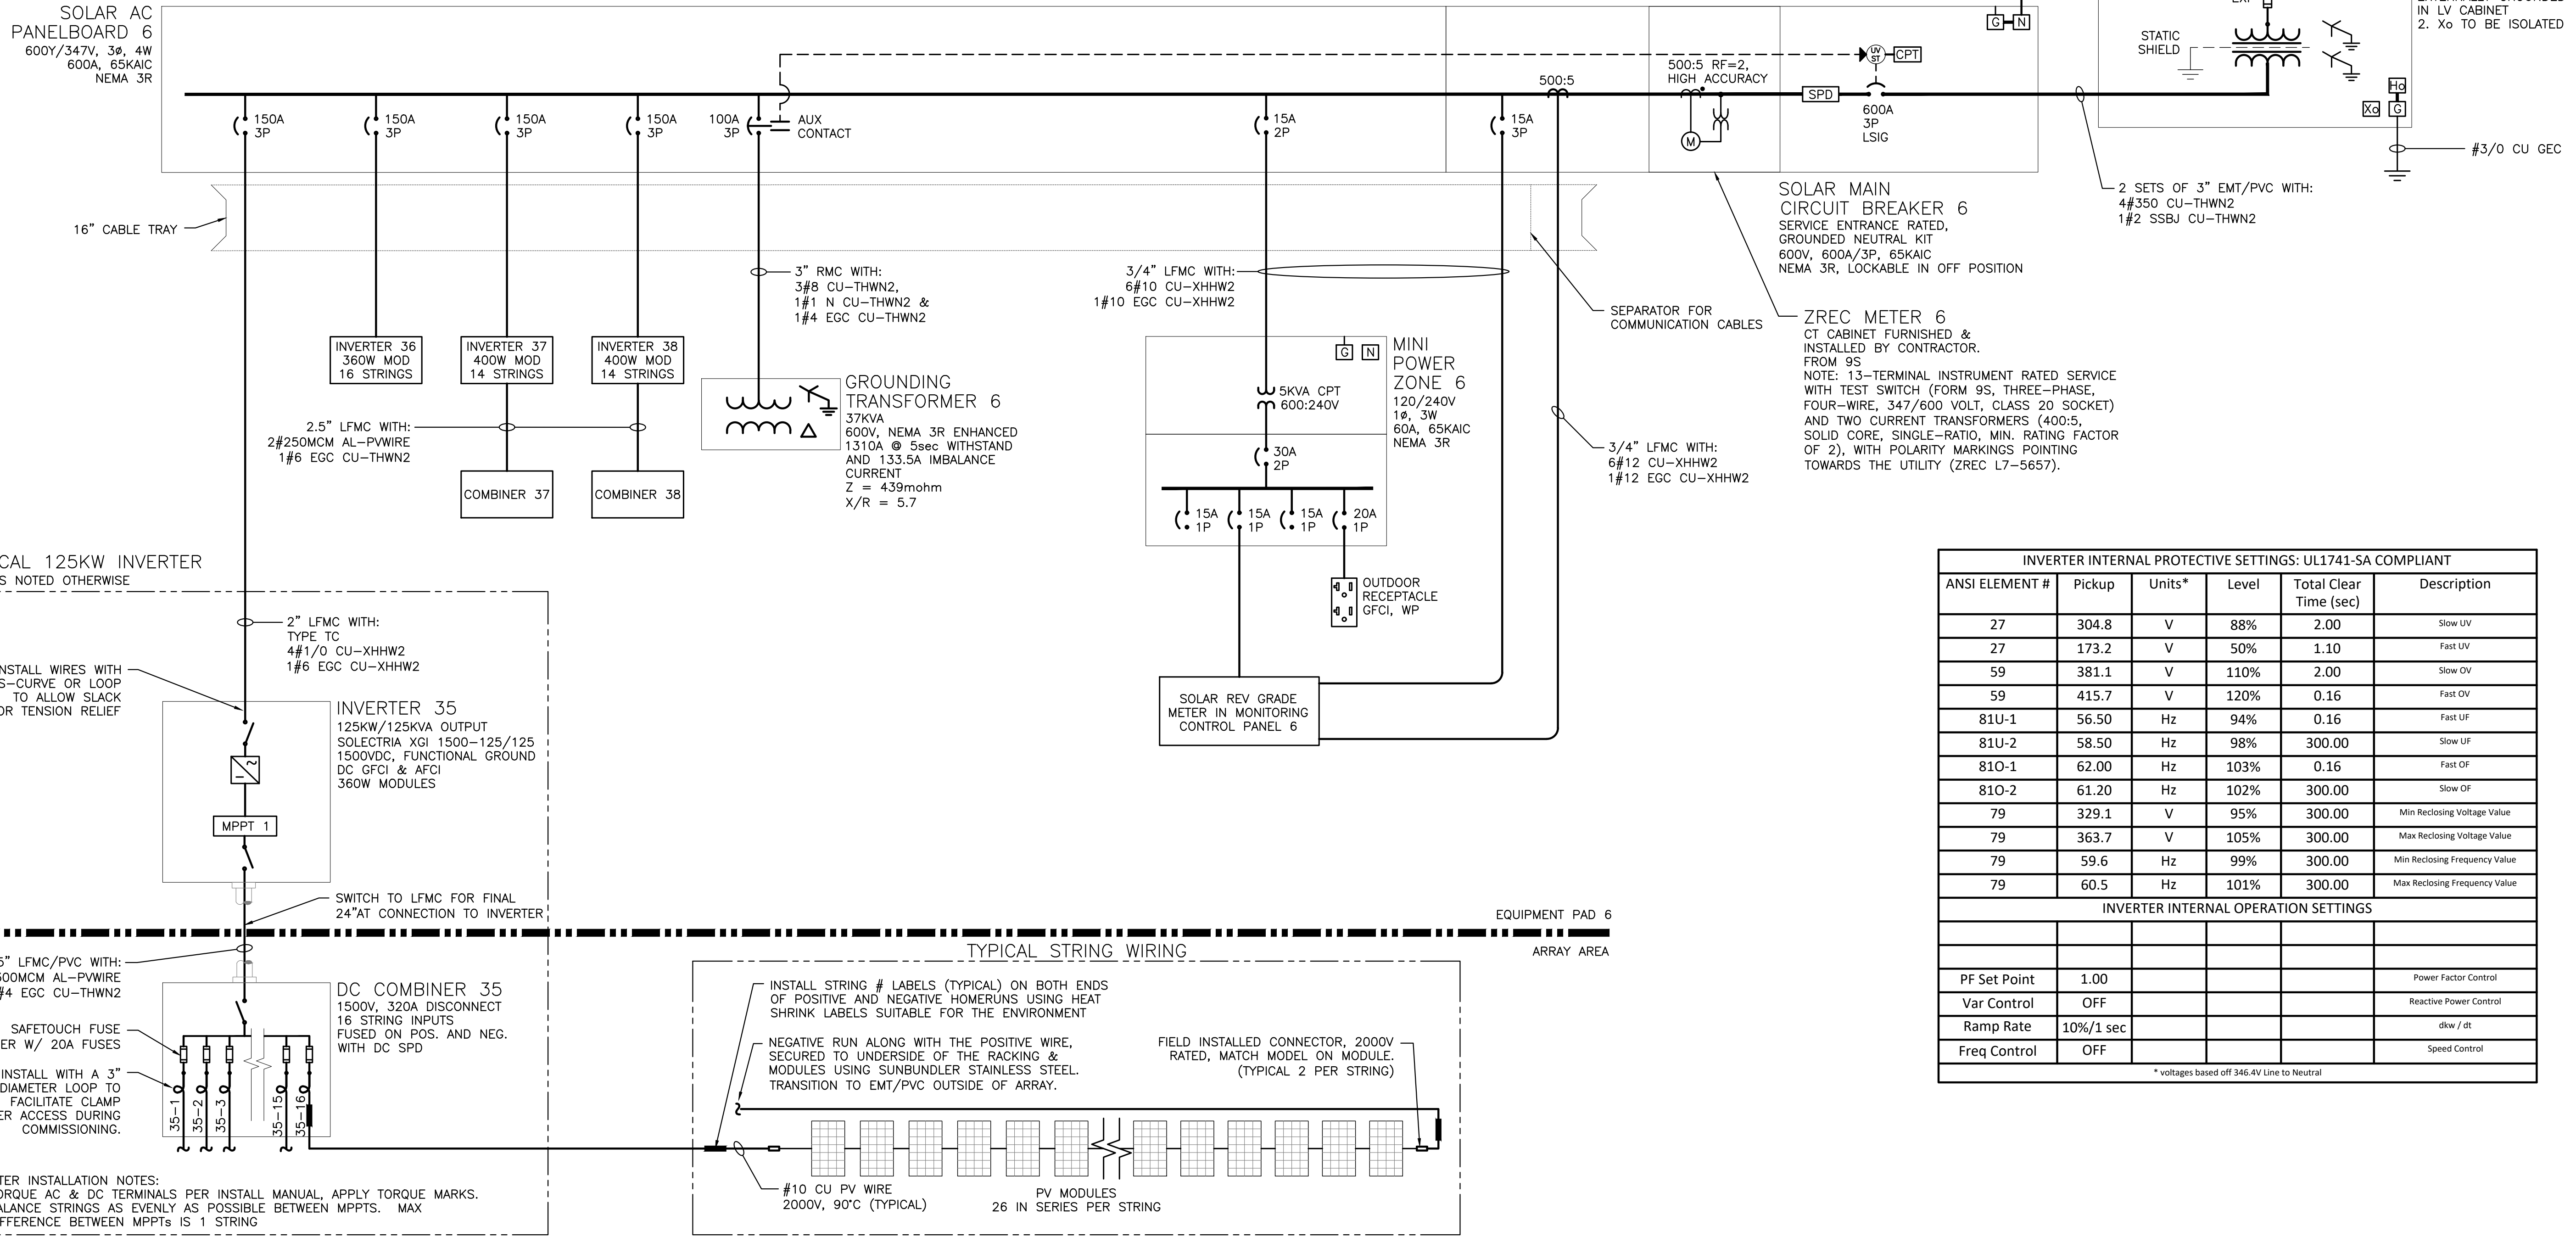 SOLAR AC
PANELBOARD 6
600Y/347V, 3ø, 4W
600A, 65KAIC
NEMA 3R
150A
3P
150A
3P
150A
3P
150A
3P
100A
3P
AUX
CONTACT
15A
2P
15A
3P
500:5
500:5 RF=2,
HIGH ACCURACY
M
SPD
UV
ST
CPT
600A
3P
LSIG
G
N
STATIC
SHIELD
IN LV CABINET
2. Xo TO BE ISOLATED
Ho
Xo
G
#3/0 CU GEC
2 SETS OF 3" EMT/PVC WITH:
4#350 CU-THWN2
1#2 SSBJ CU-THWN2
16" CABLE TRAY
SOLAR MAIN
CIRCUIT BREAKER 6
SERVICE ENTRANCE RATED,
GROUNDED NEUTRAL KIT
600V, 600A/3P, 65KAIC
NEMA 3R, LOCKABLE IN OFF POSITION
3" RMC WITH:
3#8 CU-THWN2,
1#1 N CU-THWN2 &
1#4 EGC CU-THWN2
3/4" LFMC WITH:
6#10 CU-XHHW2
1#10 EGC CU-XHHW2
SEPARATOR FOR
COMMUNICATION CABLES
ZREC METER 6
CT CABINET FURNISHED &
INSTALLED BY CONTRACTOR.
FROM 9S
NOTE: 13-TERMINAL INSTRUMENT RATED SERVICE
WITH TEST SWITCH (FORM 9S, THREE-PHASE,
FOUR-WIRE, 347/600 VOLT, CLASS 20 SOCKET)
AND TWO CURRENT TRANSFORMERS (400:5,
SOLID CORE, SINGLE-RATIO, MIN. RATING FACTOR
OF 2), WITH POLARITY MARKINGS POINTING
TOWARDS THE UTILITY (ZREC L7-5657).
INVERTER 36
360W MOD
16 STRINGS
INVERTER 37
400W MOD
14 STRINGS
INVERTER 38
400W MOD
14 STRINGS
2.5" LFMC WITH:
2#250MCM AL-PVWIRE
1#6 EGC CU-THWN2
COMBINER 37
COMBINER 38
GROUNDING
TRANSFORMER 6
37KVA
600V, NEMA 3R ENHANCED
1310A @ 5sec WITHSTAND
AND 133.5A IMBALANCE
CURRENT
Z = 439mohm
X/R = 5.7
G
N
MINI
POWER
ZONE 6
120/240V
1ø, 3W
60A, 65KAIC
NEMA 3R
5KVA CPT
600:240V
30A
2P
15A
1P
15A
1P
15A
1P
20A
1P
OUTDOOR
RECEPTACLE
GFCI, WP
3/4" LFMC WITH:
6#12 CU-XHHW2
1#12 EGC CU-XHHW2
SOLAR REV GRADE
METER IN MONITORING
CONTROL PANEL 6
CAL 125KW INVERTER
S NOTED OTHERWISE
2" LFMC WITH:
TYPE TC
4#1/0 CU-XHHW2
1#6 EGC CU-XHHW2
NSTALL WIRES WITH
S-CURVE OR LOOP
TO ALLOW SLACK
OR TENSION RELIEF
INVERTER 35
125KW/125KVA OUTPUT
SOLECTRIA XGI 1500-125/125
1500VDC, FUNCTIONAL GROUND
DC GFCI & AFCI
360W MODULES
MPPT 1
SWITCH TO LFMC FOR FINAL
24"AT CONNECTION TO INVERTER
EQUIPMENT PAD 6
ARRAY AREA
5" LFMC/PVC WITH:
600MCM AL-PVWIRE
#4 EGC CU-THWN2
DC COMBINER 35
1500V, 320A DISCONNECT
16 STRING INPUTS
FUSED ON POS. AND NEG.
WITH DC SPD
SAFETOUCH FUSE
ER W/ 20A FUSES
INSTALL WITH A 3"
DIAMETER LOOP TO
FACILITATE CLAMP
ER ACCESS DURING
COMMISSIONING.
35-1
35-2
35-3
35-15
35-16
TER INSTALLATION NOTES:
ORQUE AC & DC TERMINALS PER INSTALL MANUAL, APPLY TORQUE MARKS.
ALANCE STRINGS AS EVENLY AS POSSIBLE BETWEEN MPPTS. MAX
IFFERENCE BETWEEN MPPTs IS 1 STRING
TYPICAL STRING WIRING
INSTALL STRING # LABELS (TYPICAL) ON BOTH ENDS
OF POSITIVE AND NEGATIVE HOMERUNS USING HEAT
SHRINK LABELS SUITABLE FOR THE ENVIRONMENT
NEGATIVE RUN ALONG WITH THE POSITIVE WIRE,
SECURED TO UNDERSIDE OF THE RACKING &
MODULES USING SUNBUNDLER STAINLESS STEEL.
TRANSITION TO EMT/PVC OUTSIDE OF ARRAY.
FIELD INSTALLED CONNECTOR, 2000V
RATED, MATCH MODEL ON MODULE.
(TYPICAL 2 PER STRING)
#10 CU PV WIRE
2000V, 90°C (TYPICAL)
PV MODULES
26 IN SERIES PER STRING
INVERTER INTERNAL PROTECTIVE SETTINGS: UL1741-SA COMPLIANT
ANSI ELEMENT # Pickup Units* Level Total Clear Time (sec) Description
27 304.8 V 88% 2.00 Slow UV
27 173.2 V 50% 1.10 Fast UV
59 381.1 V 110% 2.00 Slow OV
59 415.7 V 120% 0.16 Fast OV
81U-1 56.50 Hz 94% 0.16 Fast UF
81U-2 58.50 Hz 98% 300.00 Slow UF
81O-1 62.00 Hz 103% 0.16 Fast OF
81O-2 61.20 Hz 102% 300.00 Slow OF
79 329.1 V 95% 300.00 Min Reclosing Voltage Value
79 363.7 V 105% 300.00 Max Reclosing Voltage Value
79 59.6 Hz 99% 300.00 Min Reclosing Frequency Value
79 60.5 Hz 101% 300.00 Max Reclosing Frequency Value
INVERTER INTERNAL OPERATION SETTINGS
PF Set Point 1.00 Power Factor Control
Var Control OFF Reactive Power Control
Ramp Rate 10%/1 sec dkw / dt
Freq Control OFF Speed Control
* voltages based off 346.4V Line to Neutral